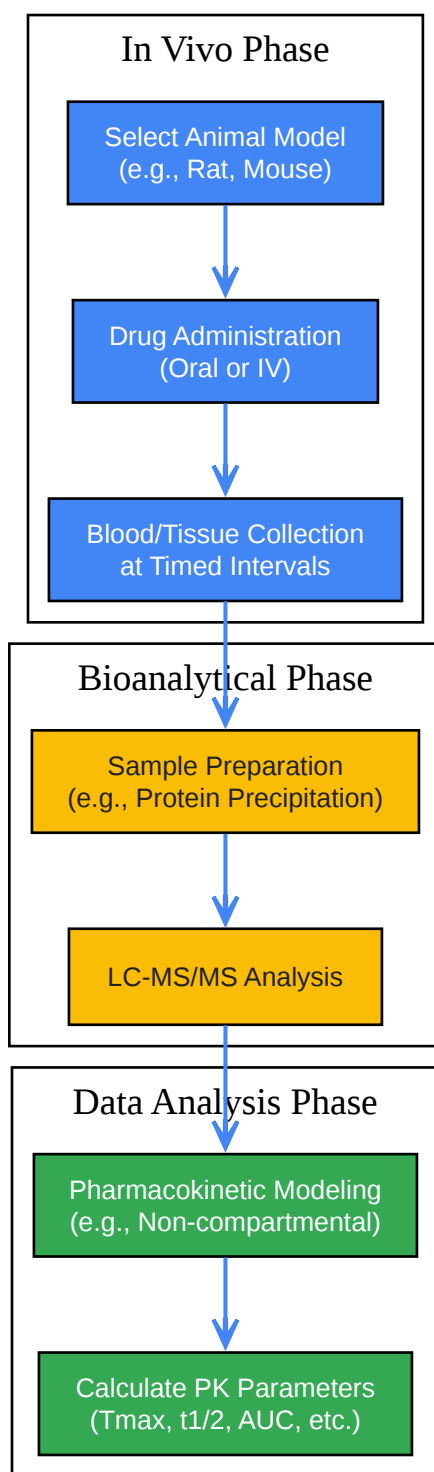 In Vivo Phase
Select Animal Model
(e.g., Rat, Mouse)
Drug Administration
(Oral or IV)
Blood/Tissue Collection
at Timed Intervals
Bioanalytical Phase
Sample Preparation
(e.g., Protein Precipitation)
LC-MS/MS Analysis
Data Analysis Phase
Pharmacokinetic Modeling
(e.g., Non-compartmental)
Calculate PK Parameters
(Tmax, t1/2, AUC, etc.)